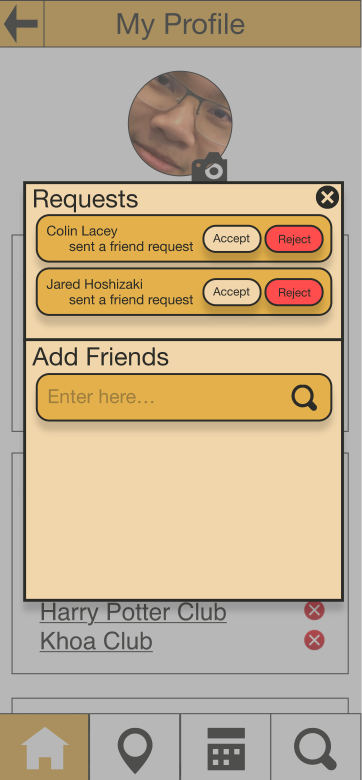 My Profile
Requests
Colin Lacey
sent a friend request
Accept
Reject
Jared Hoshizaki
sent a friend request
Accept
Reject
Add Friends
Enter here...
Harry Potter Club
Khoa Club